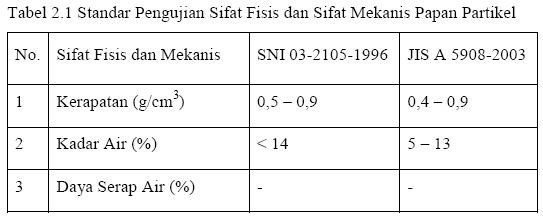 Tabel 2.1 Standar Pengujian Sifat Fisis dan Sifat Mekanis Papan Partikel
No. Sifat Fisis dan Mekanis SNI 03-2105-1996 JIS A 5908-2003
1 Kerapatan (g/cm³) 0,5 – 0,9 0,4 – 0,9
2 Kadar Air (%) < 14 5 – 13
3 Daya Serap Air (%) - -